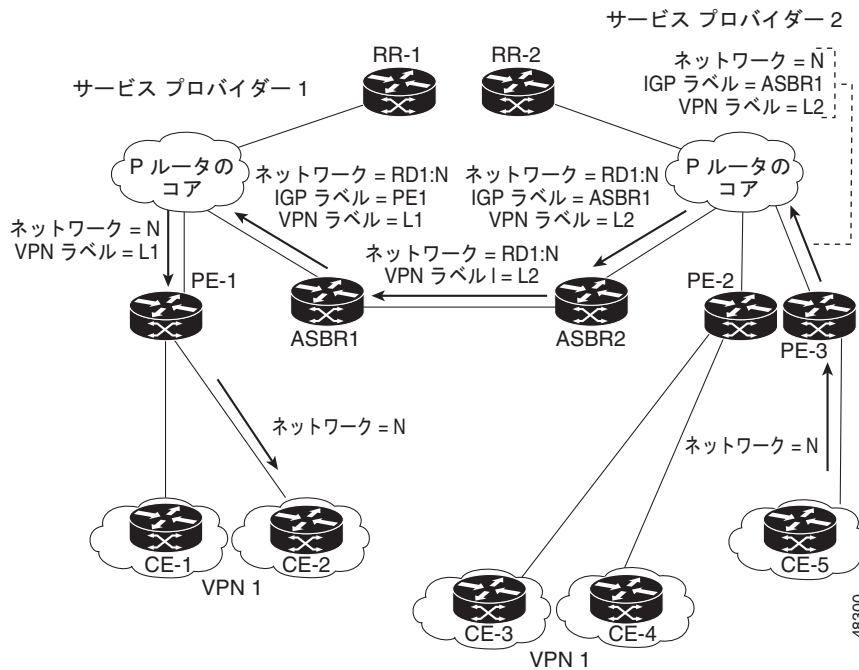 サービス プロバイダー 2
RR-1
RR-2
サービス プロバイダー 1
ネットワーク = N
IGP ラベル = ASBR1
VPN ラベル = L2
P ルータの
コア
ネットワーク = RD1:N
IGP ラベル = PE1
VPN ラベル = L1
ネットワーク = RD1:N
IGP ラベル = ASBR1
VPN ラベル = L2
P ルータの
コア
ネットワーク = N
VPN ラベル = L1
ネットワーク = RD1:N
VPN ラベル l = L2
PE-1
ASBR1
ASBR2
PE-2
PE-3
ネットワーク = N
ネットワーク = N
CE-1
CE-2
VPN 1
CE-5
CE-3
CE-4
VPN 1
48300